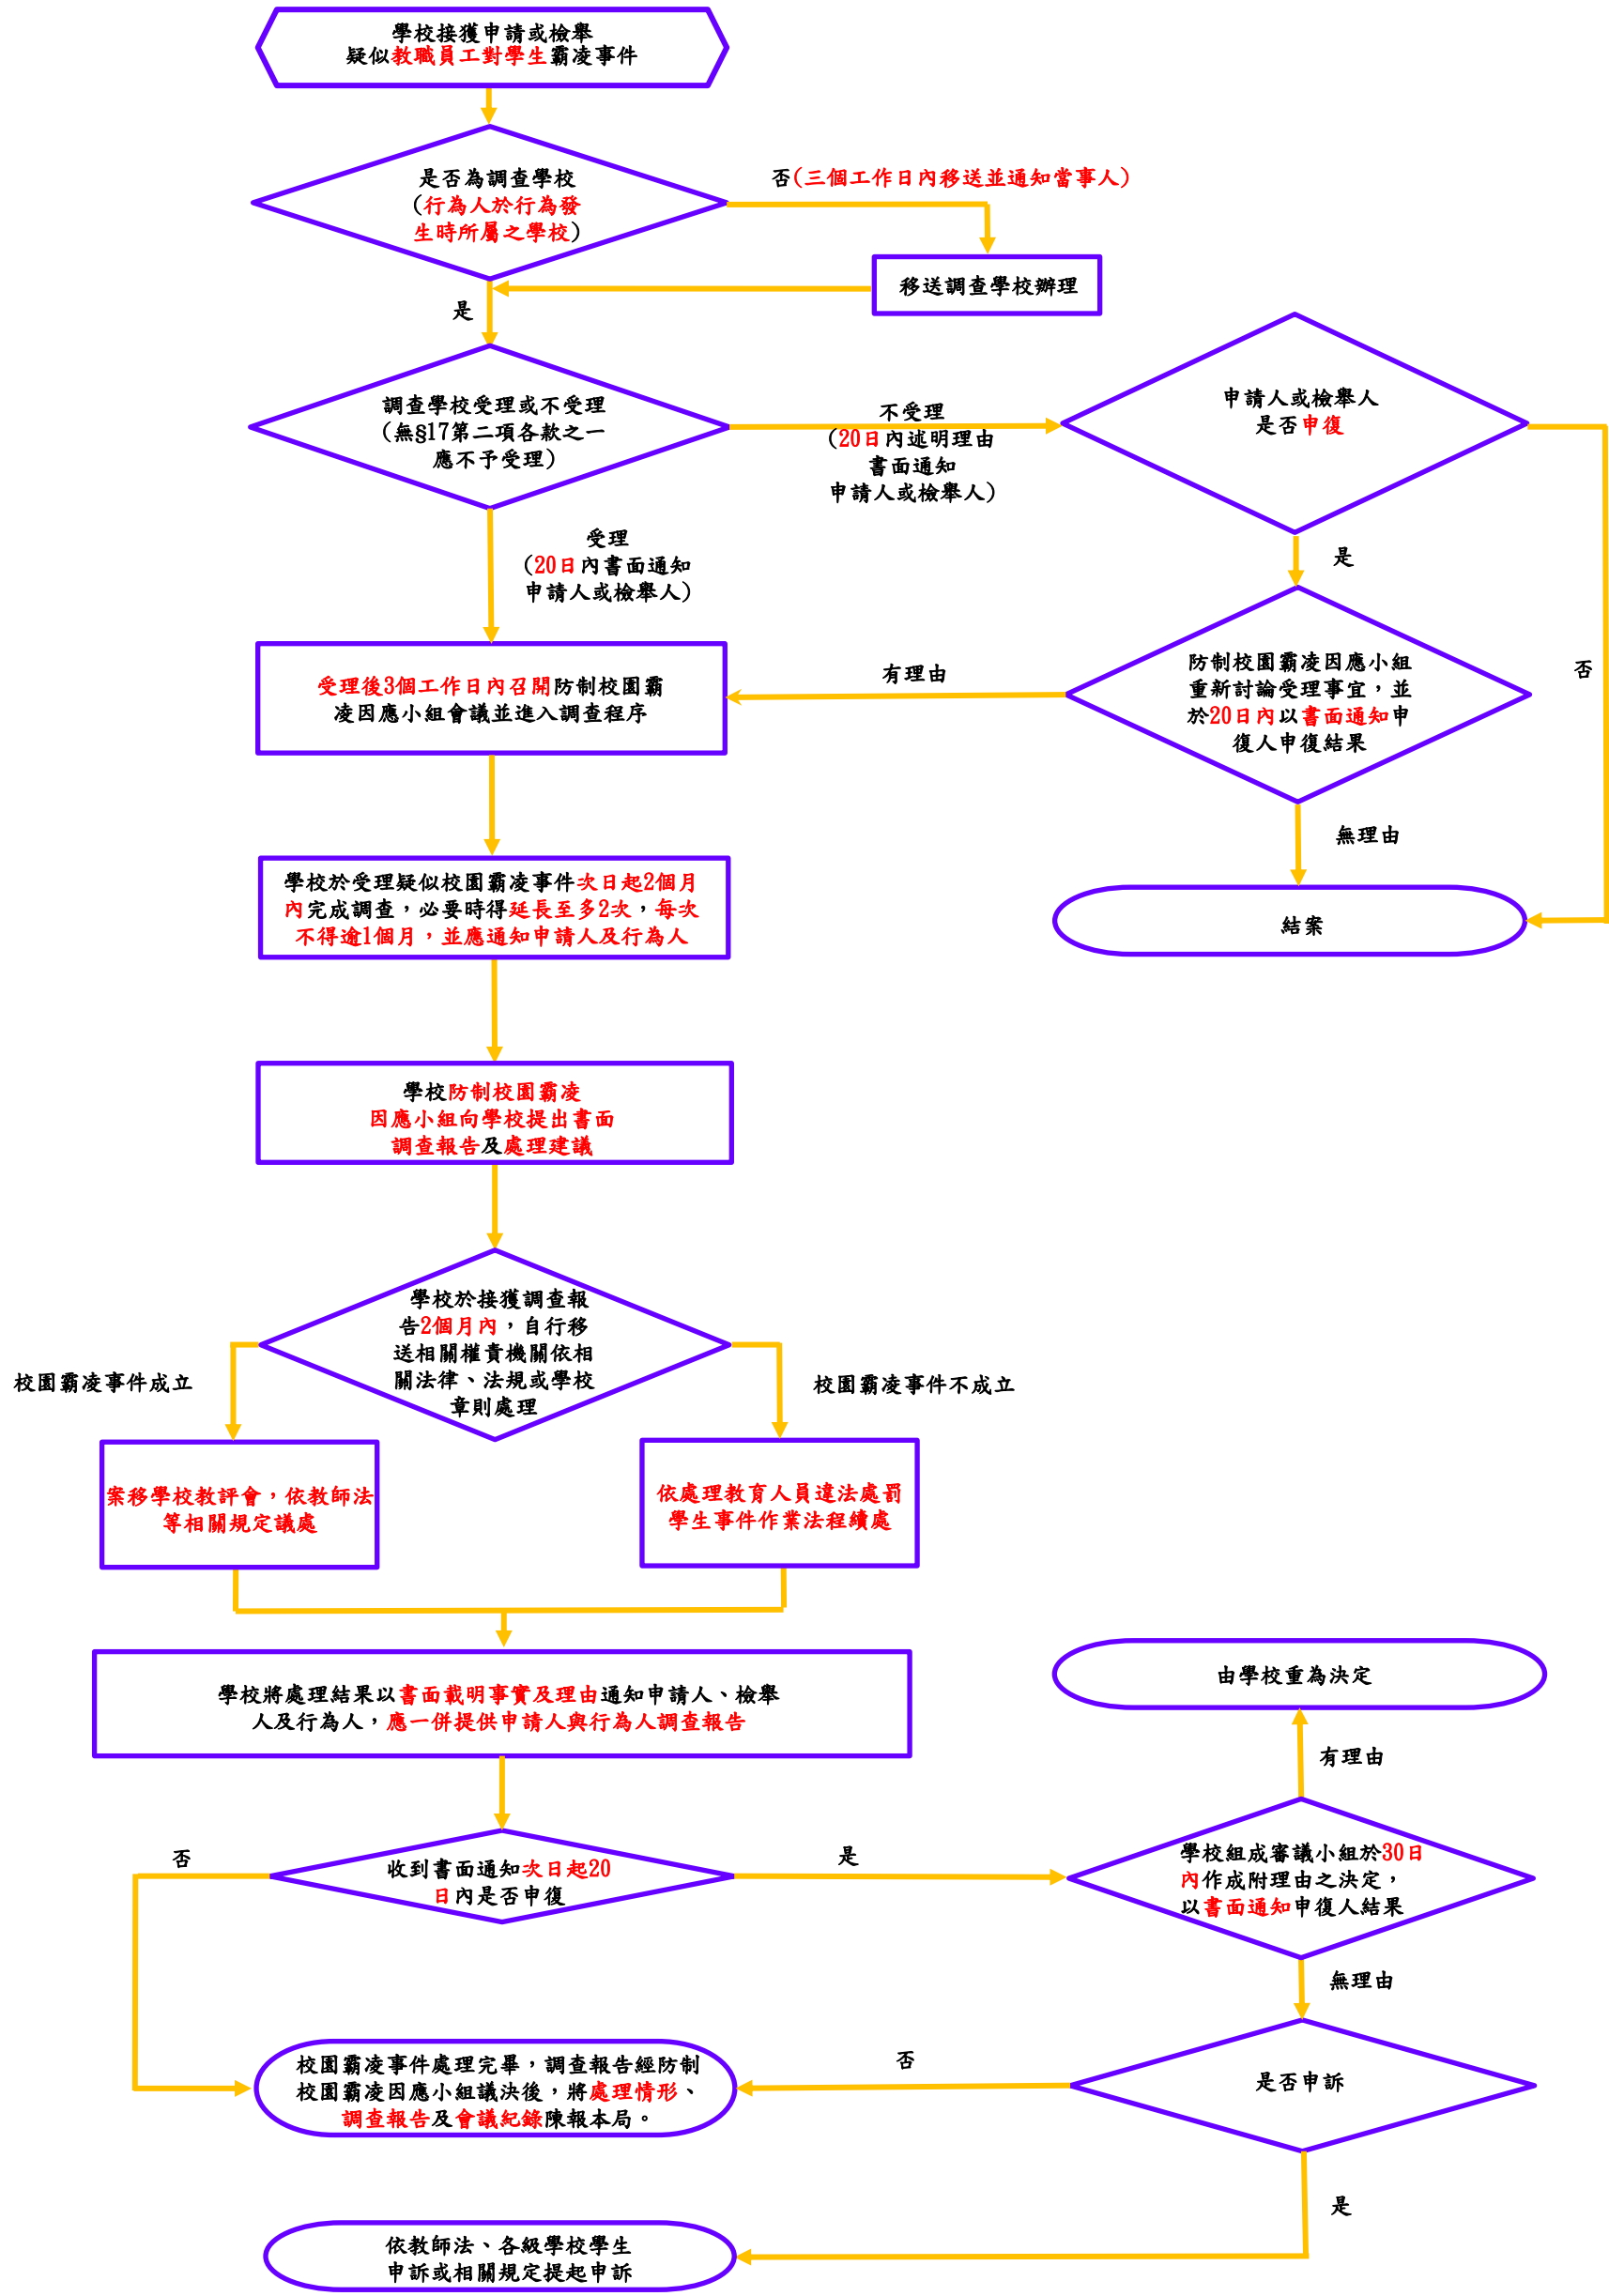 學校接獲申請或檢舉
疑似教職員工對學生霸凌事件
是否為調查學校
(行為人於行為發
生時所屬之學校)
否(三個工作日內移送並通知當事人)
移送調查學校辦理
是
調查學校受理或不受理
(無§17第二項各款之一
應不予受理)
不受理
(20日內述明理由
書面通知
申請人或檢舉人)
申請人或檢舉人
是否申復
受理
(20日內書面通知
申請人或檢舉人)
是
否
受理後3個工作日內召開防制校園霸
凌因應小組會議並進入調查程序
有理由
防制校園霸凌因應小組
重新討論受理事宜，並
於20日內以書面通知申
復人申復結果
無理由
結案
學校於受理疑似校園霸凌事件次日起2個月
內完成調查，必要時得延長至多2次，每次
不得逾1個月，並應通知申請人及行為人
學校防制校園霸凌
因應小組向學校提出書面
調查報告及處理建議
學校於接獲調查報
告2個月內，自行移
送相關權責機關依相
關法律、法規或學校
章則處理
校園霸凌事件成立
校園霸凌事件不成立
案移學校教評會，依教師法
等相關規定議處
依處理教育人員違法處罰
學生事件作業法程續處
學校將處理結果以書面載明事實及理由通知申請人、檢舉
人及行為人，應一併提供申請人與行為人調查報告
由學校重為決定
有理由
收到書面通知次日起20
日內是否申復
否
是
學校組成審議小組於30日
內作成附理由之決定，
以書面通知申復人結果
無理由
是否申訴
否
校園霸凌事件處理完畢，調查報告經防制
校園霸凌因應小組議決後，將處理情形、
調查報告及會議紀錄陳報本局。
是
依教師法、各級學校學生
申訴或相關規定提起申訴